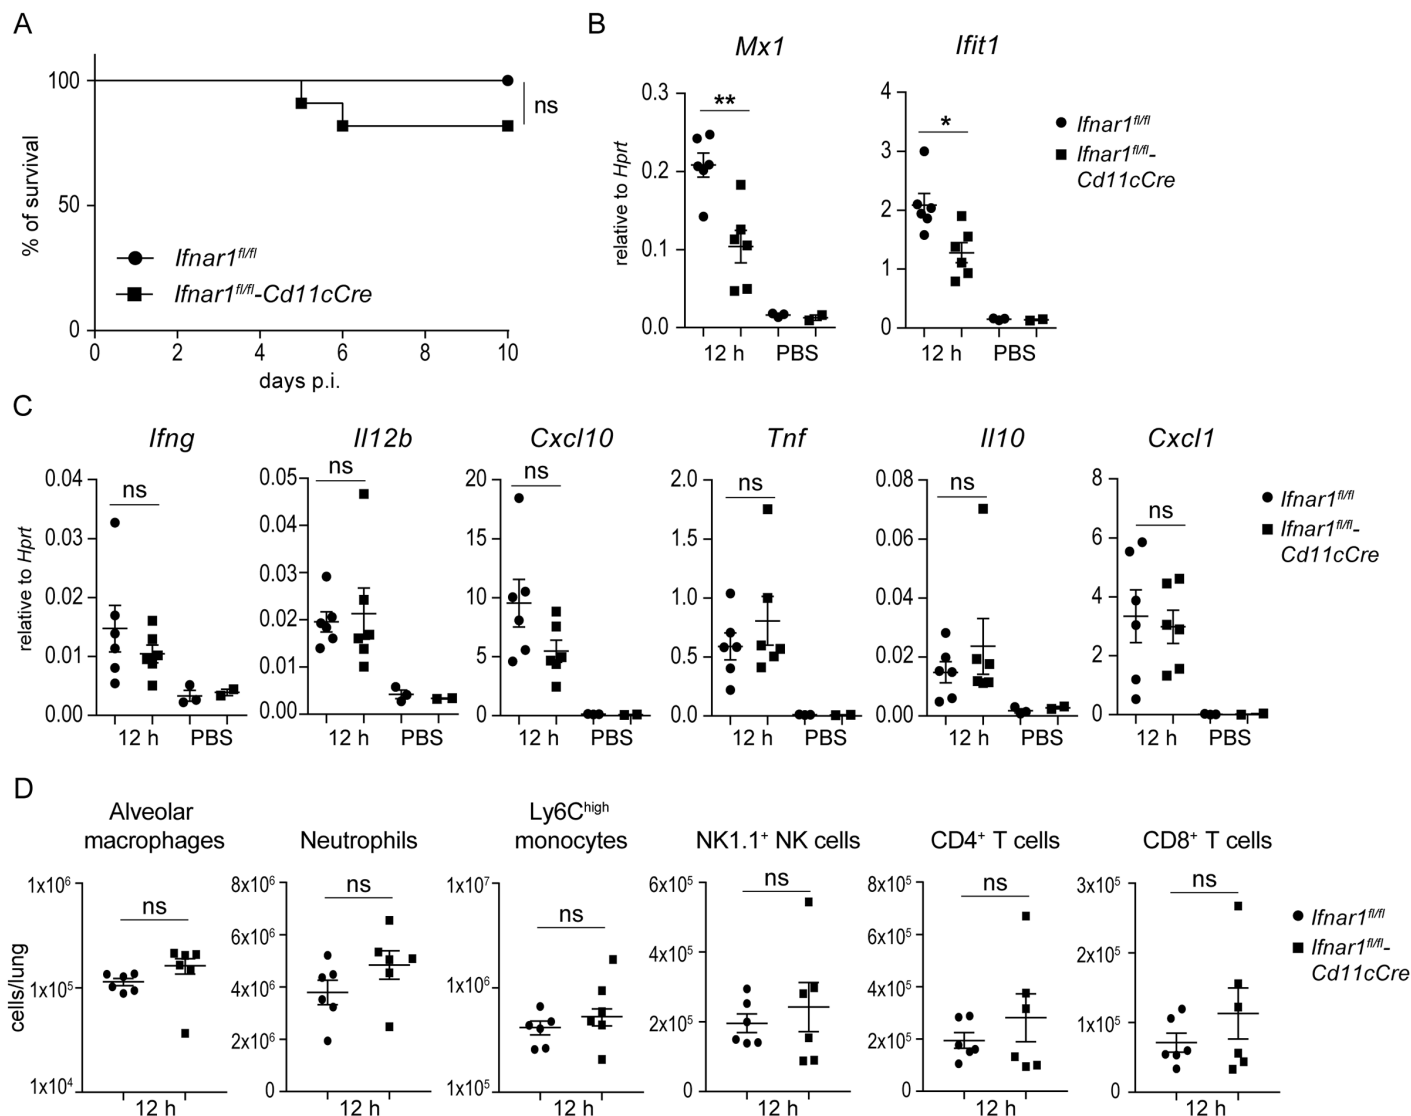 A
100
50
0
% of survival
0 2 4 6 8 10
days p.i.
ns
Ifnar1fl/fl
Ifnar1fl/fl-Cd11cCre
B
Mx1
Ifit1
0.3
0.2
0.1
0.0
relative to Hprt
**
12 h PBS
4
3
2
1
0
*
12 h PBS
Ifnar1fl/fl
Ifnar1fl/fl-
Cd11cCre
C
Ifng
Il12b
Cxcl10
Tnf
Il10
Cxcl1
relative to Hprt
0.04
0.03
0.02
0.01
0.00
ns
12 h PBS
0.05
0.04
0.03
0.02
0.01
0.00
ns
12 h PBS
20
15
10
5
0
ns
12 h PBS
2.0
1.5
1.0
0.5
0.0
ns
12 h PBS
0.08
0.06
0.04
0.02
0.00
ns
12 h PBS
8
6
4
2
0
ns
12 h PBS
Ifnar1fl/fl
Ifnar1fl/fl-
Cd11cCre
D
Alveolar
macrophages
Neutrophils
Ly6Chigh
monocytes
NK1.1+ NK cells
CD4+ T cells
CD8+ T cells
cells/lung
1x106
1x105
1x104
ns
12 h
8x106
6x106
4x106
2x106
0
ns
12 h
1x107
1x106
1x105
ns
12 h
6x105
4x105
2x105
0
ns
12 h
8x105
6x105
4x105
2x105
0
ns
12 h
3x105
2x105
1x105
0
ns
12 h
Ifnar1fl/fl
Ifnar1fl/fl-
Cd11cCre